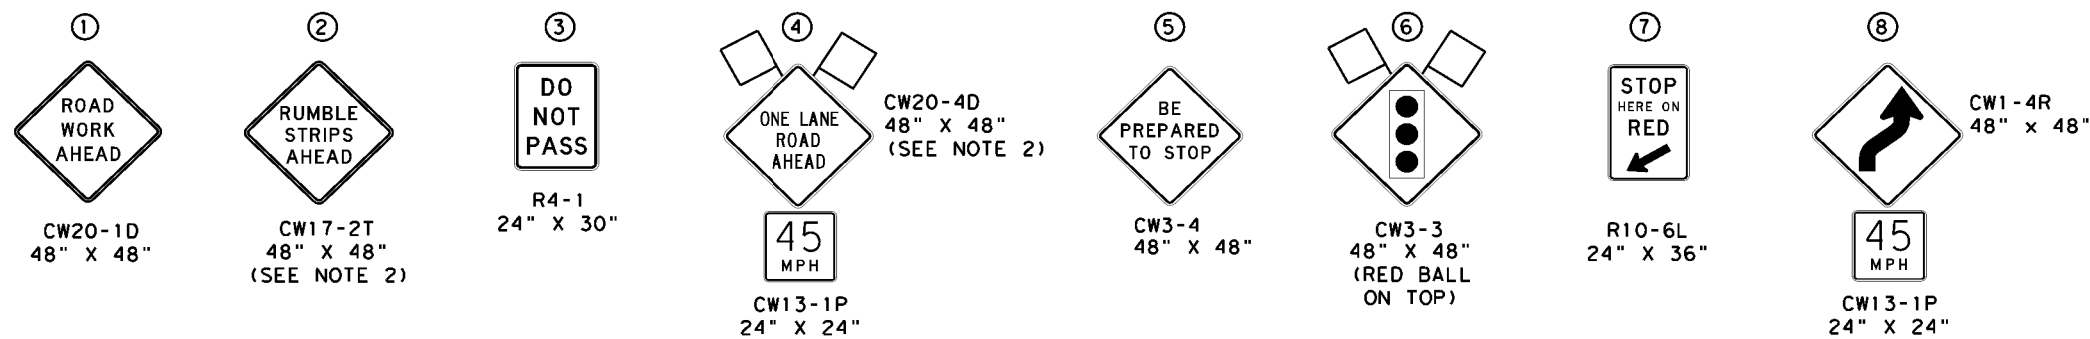 1
ROAD
WORK
AHEAD
CW20-1D
48" X 48"
2
RUMBLE
STRIPS
AHEAD
CW17-2T
48" X 48"
(SEE NOTE 2)
3
DO
NOT
PASS
R4-1
24" X 30"
4
ONE LANE
ROAD
AHEAD
CW20-4D
48" X 48"
(SEE NOTE 2)
45
MPH
CW13-1P
24" X 24"
5
BE
PREPARED
TO STOP
CW3-4
48" X 48"
6
CW3-3
48" X 48"
(RED BALL
ON TOP)
7
STOP
HERE ON
RED
R10-6L
24" X 36"
8
CW1-4R
48" x 48"
45
MPH
CW13-1P
24" X 24"